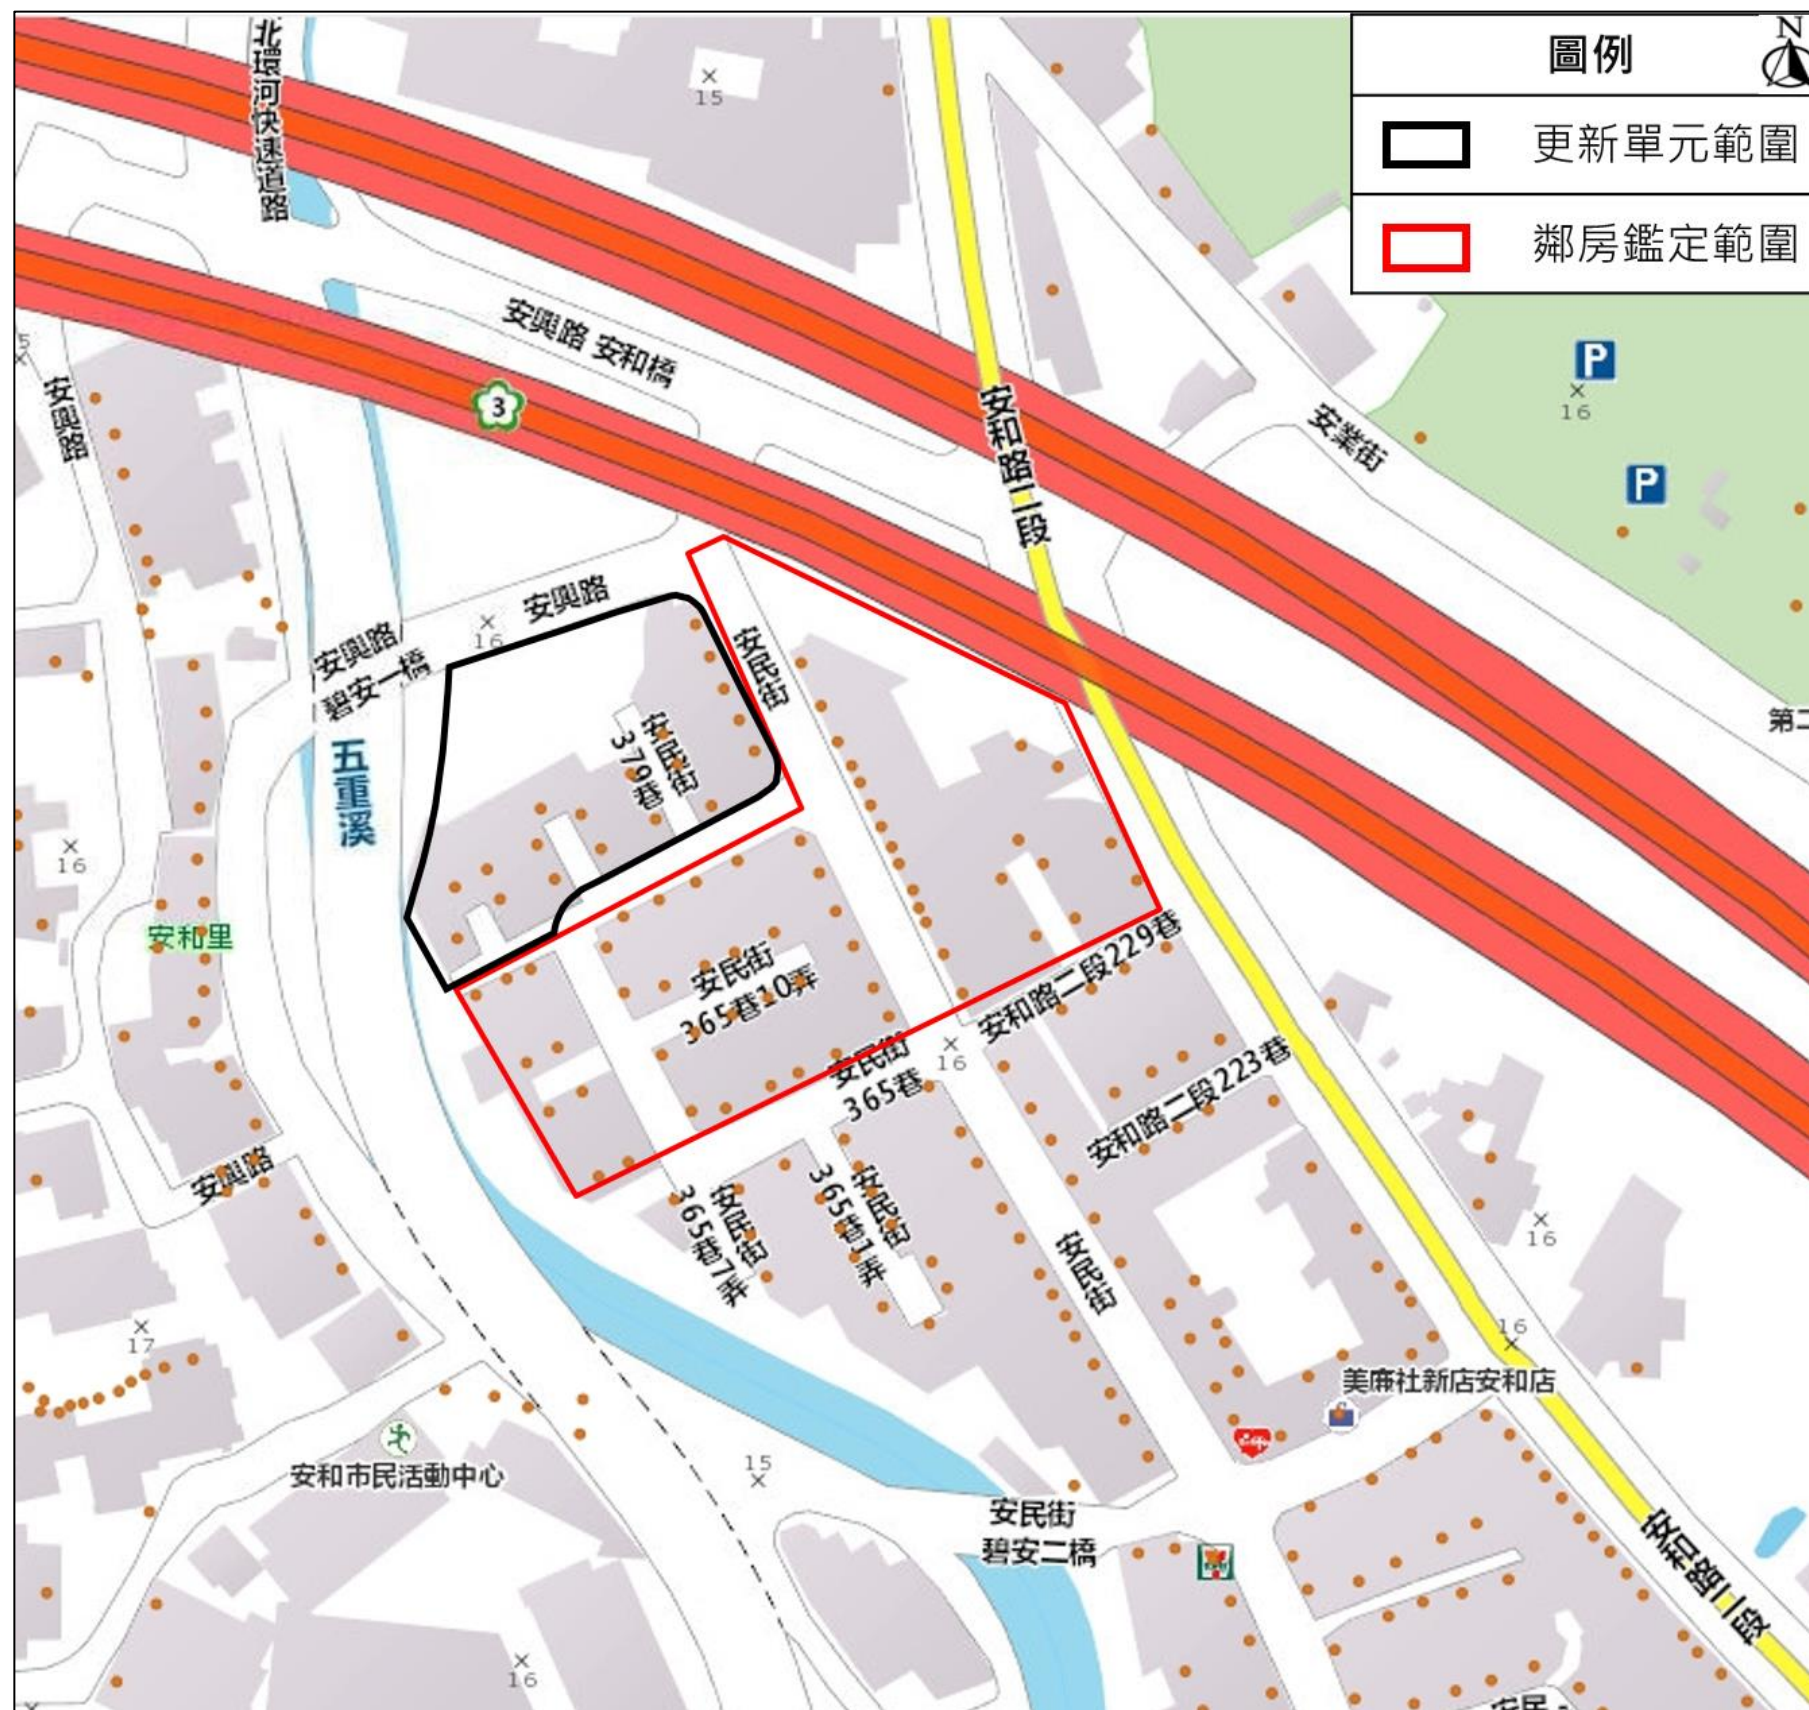 圖例
N
更新單元範圍
鄰房鑑定範圍
北環河快速道路
15
安興路 安和橋
3
安和路二段
安業街
P
16
P
5
安興路
安興路
16
安興路
碧安一橋
安民街
第二
安民街
379巷
五重溪
16
安和里
安民街
365巷10弄
安和路二段229巷
安民街
365巷
16
安和路二段223巷
安興路
安民街
365巷7弄
安民街
365巷1弄
安民街
16
17
16
美廉社新店安和店
安和市民活動中心
15
安民街
碧安二橋
安和路二段
16
安民